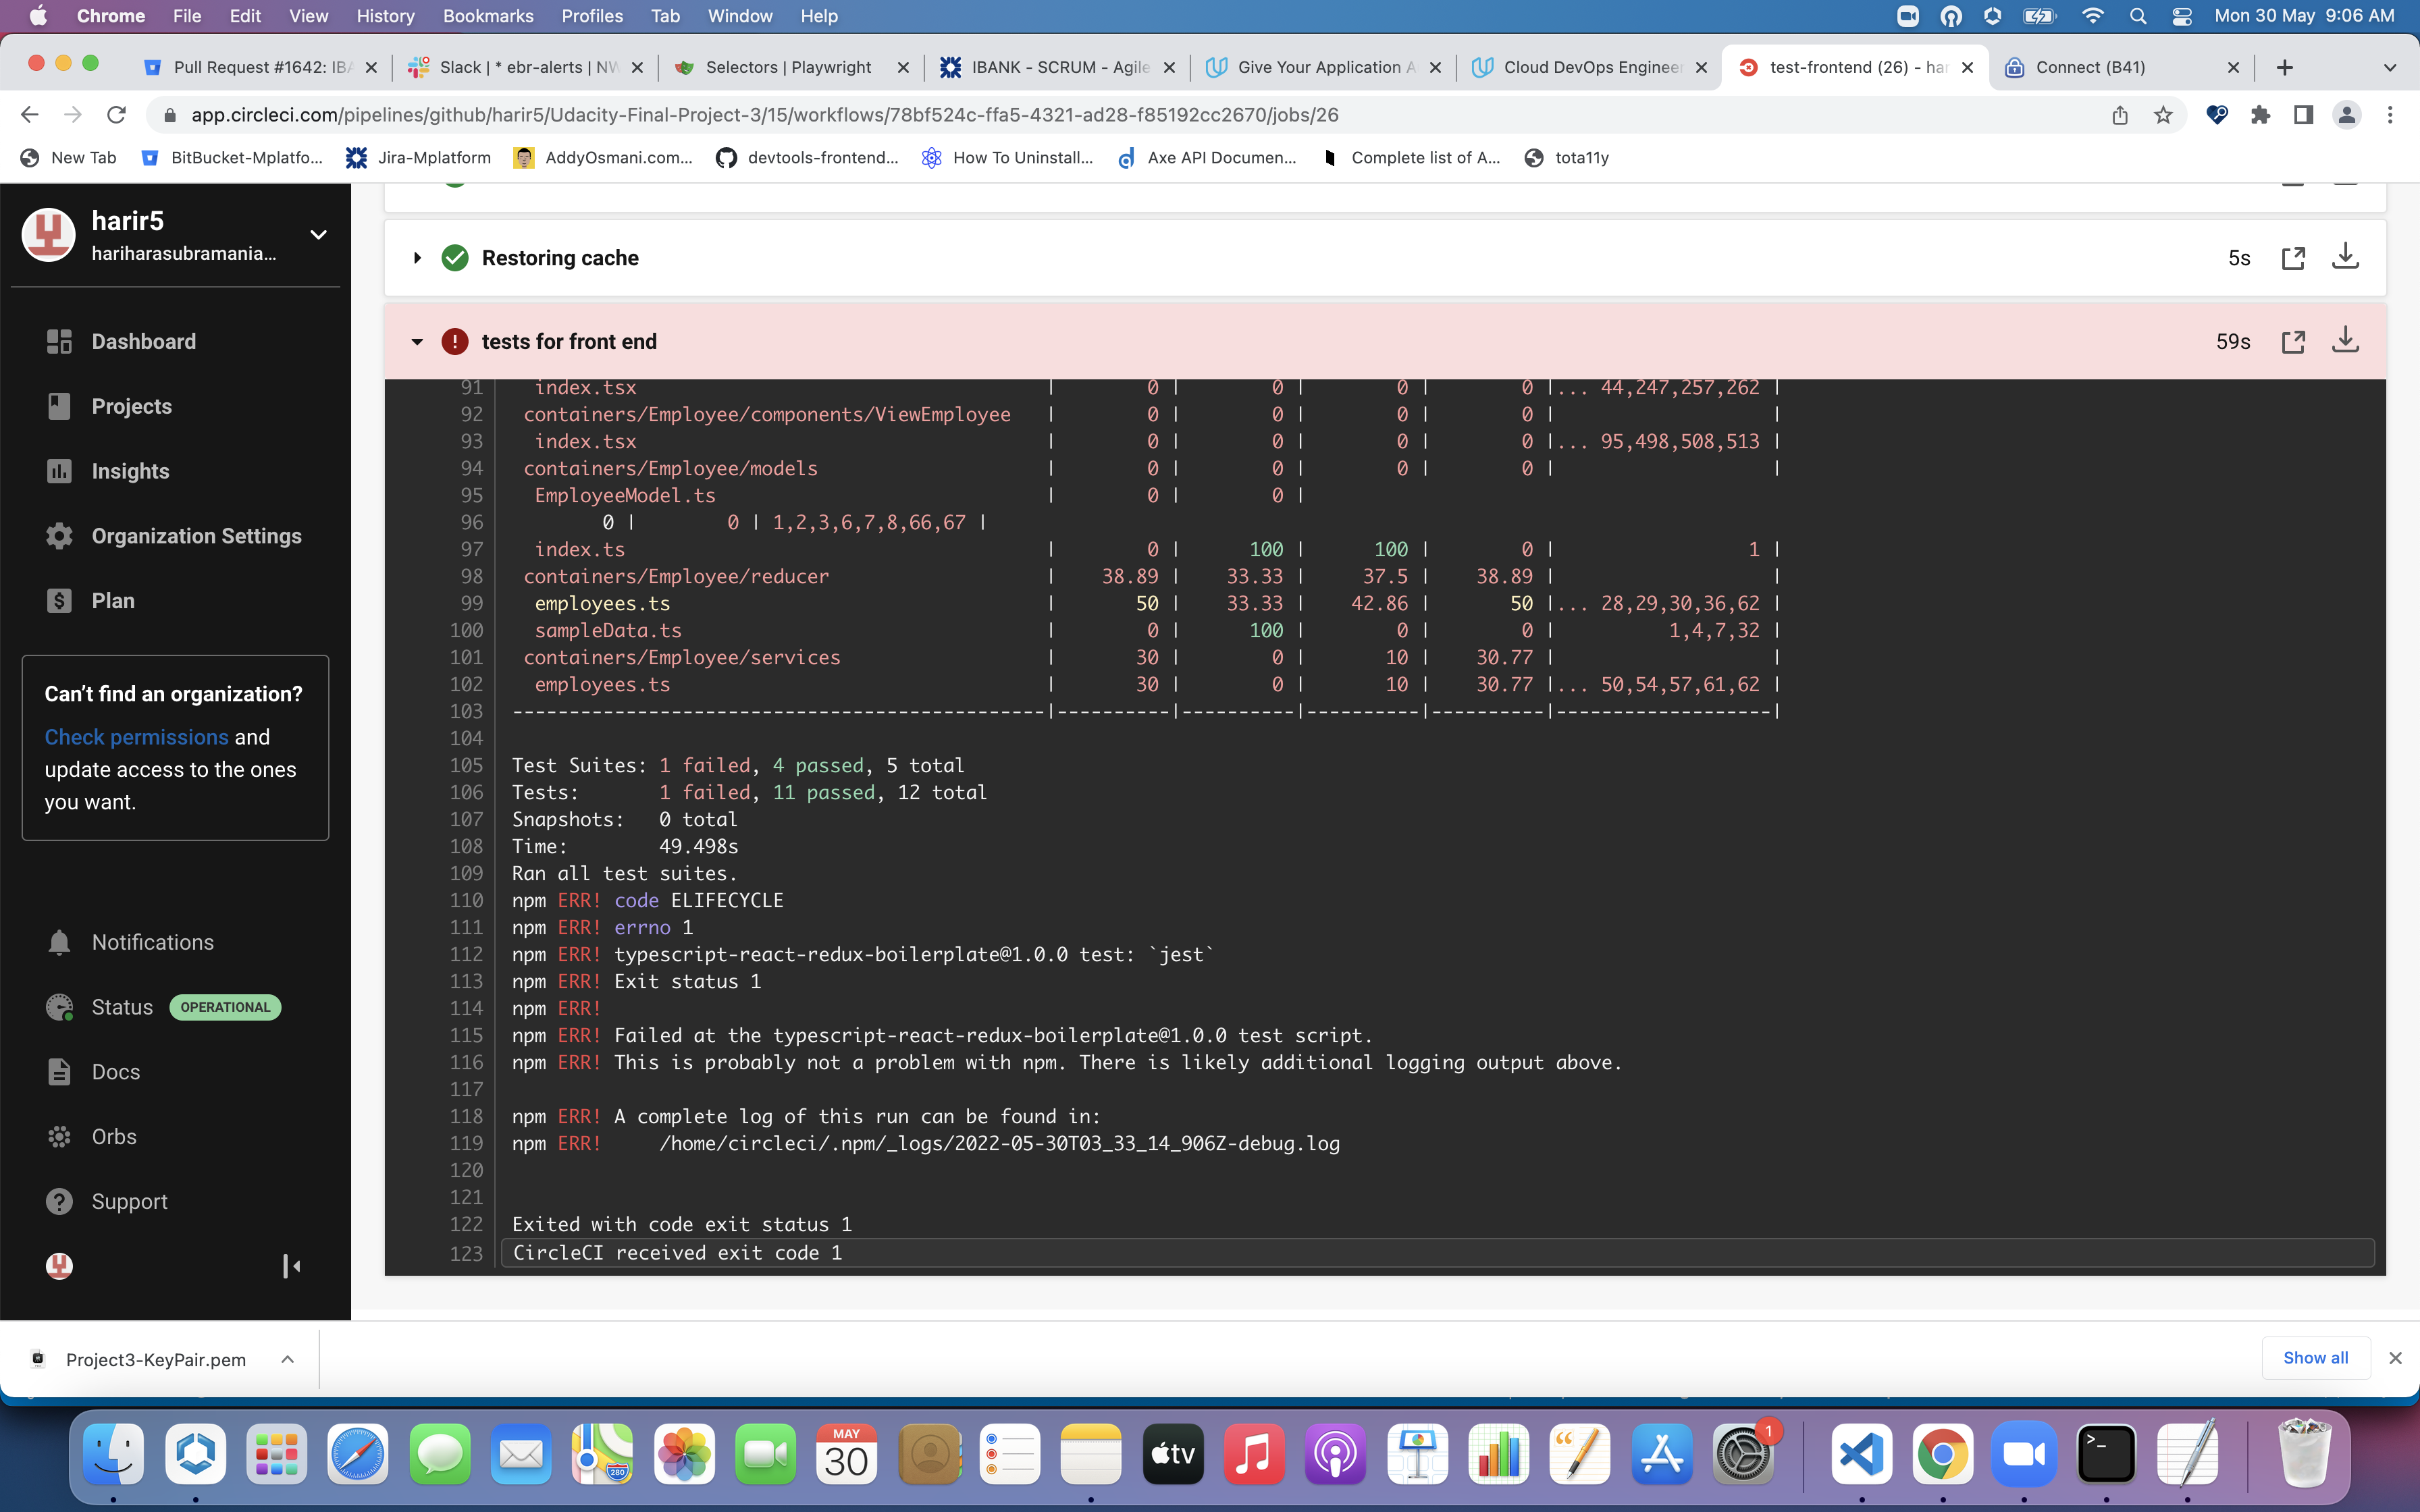 Chrome File Edit View History Bookmarks Profiles Tab Window Help Mon 30 May 9:06 AM
Pull Request #1642: IBA Slack | * ebr-alerts | NW Selectors | Playwright IBANK - SCRUM - Agile Give Your Application A Cloud DevOps Engineer test-frontend (26) - har Connect (B41)
app.circleci.com/pipelines/github/harir5/Udacity-Final-Project-3/15/workflows/78bf524c-ffa5-4321-ad28-f85192cc2670/jobs/26
New Tab BitBucket-Mplatfo... Jira-Mplatform AddyOsmani.com... devtools-frontend... How To Uninstall... Axe API Documen... Complete list of A... tota11y
harir5
hariharasubramania...
Dashboard
Projects
Insights
Organization Settings
Plan
Can't find an organization?
Check permissions and
update access to the ones
you want.
Notifications
Status OPERATIONAL
Docs
Orbs
Support
Restoring cache 5s
tests for front end 59s
91 index.tsx | 0 | 0 | 0 | 0 |... 44,247,257,262 |
92 containers/Employee/components/ViewEmployee | 0 | 0 | 0 | 0 | |
93 index.tsx | 0 | 0 | 0 | 0 |... 95,498,508,513 |
94 containers/Employee/models | 0 | 0 | 0 | 0 | |
95 EmployeeModel.ts | 0 | 0 |
96 0 | 0 | 1,2,3,6,7,8,66,67 |
97 index.ts | 0 | 100 | 100 | 0 | 1 |
98 containers/Employee/reducer | 38.89 | 33.33 | 37.5 | 38.89 | |
99 employees.ts | 50 | 33.33 | 42.86 | 50 |... 28,29,30,36,62 |
100 sampleData.ts | 0 | 100 | 0 | 0 | 1,4,7,32 |
101 containers/Employee/services | 30 | 0 | 10 | 30.77 | |
102 employees.ts | 30 | 0 | 10 | 30.77 |... 50,54,57,61,62 |
103 -----------------------------------------------|----------|----------|----------|----------|-------------------|
104
105 Test Suites: 1 failed, 4 passed, 5 total
106 Tests: 1 failed, 11 passed, 12 total
107 Snapshots: 0 total
108 Time: 49.498s
109 Ran all test suites.
110 npm ERR! code ELIFECYCLE
111 npm ERR! errno 1
112 npm ERR! typescript-react-redux-boilerplate@1.0.0 test: `jest`
113 npm ERR! Exit status 1
114 npm ERR!
115 npm ERR! Failed at the typescript-react-redux-boilerplate@1.0.0 test script.
116 npm ERR! This is probably not a problem with npm. There is likely additional logging output above.
117
118 npm ERR! A complete log of this run can be found in:
119 npm ERR! /home/circleci/.npm/_logs/2022-05-30T03_33_14_906Z-debug.log
120
121
122 Exited with code exit status 1
123 CircleCI received exit code 1
Project3-KeyPair.pem Show all
MAY
30
280
tv
1